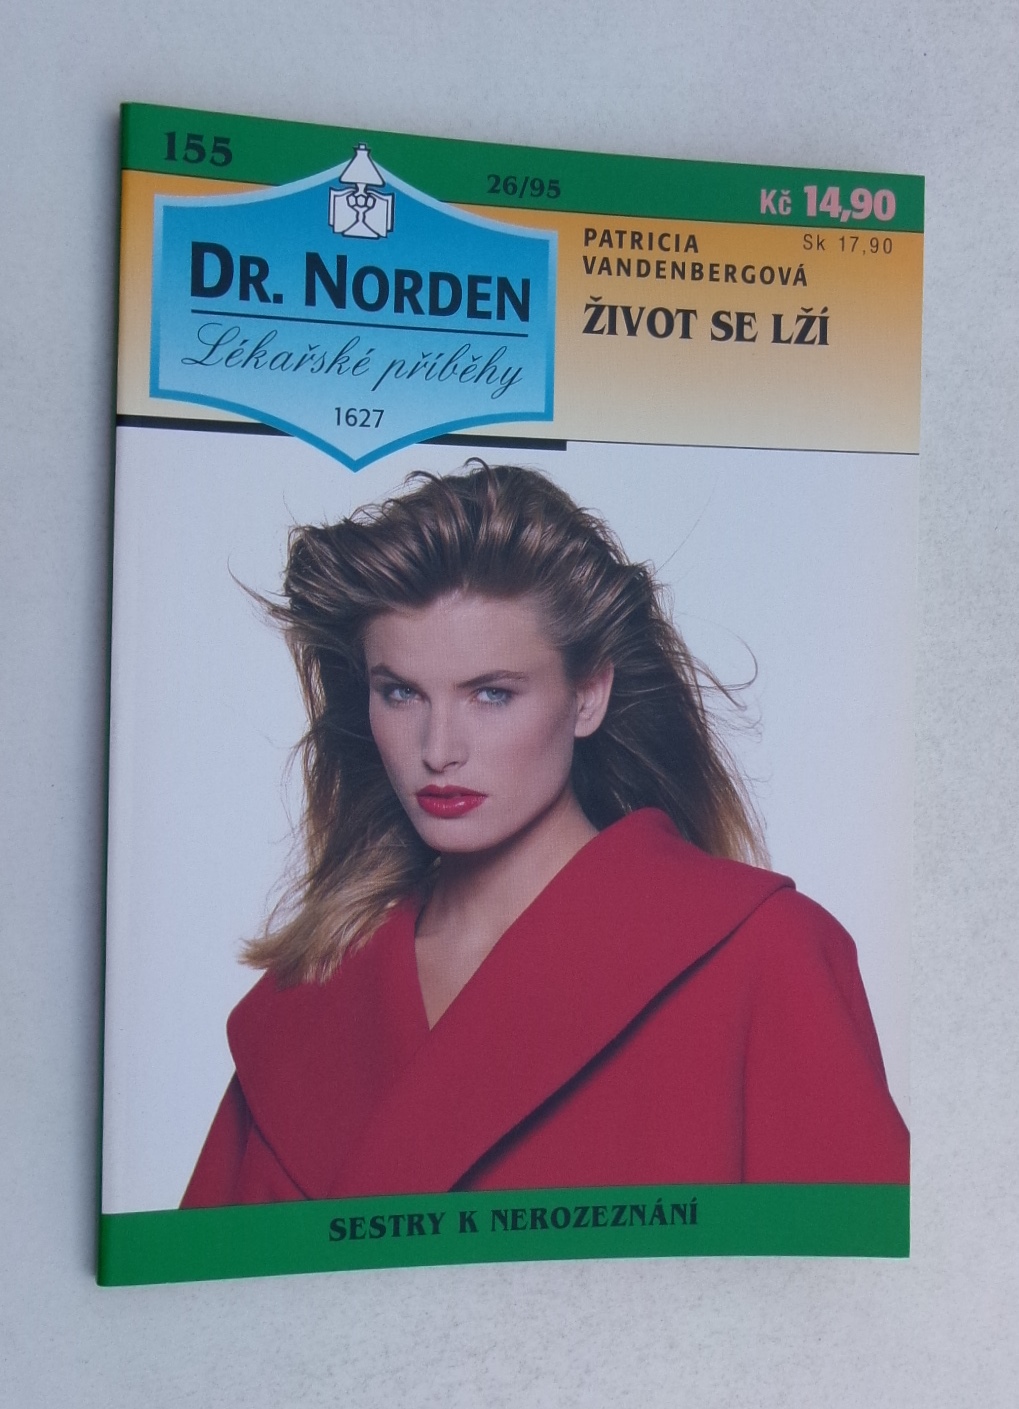 155
26/95
Kč 14,90
Sk 17,90
DR. NORDEN
Lékařské příběhy
1627
PATRICIA
VANDENBERGOVÁ
ŽIVOT SE LŽÍ
SESTRY K NEROZEZNÁNÍ